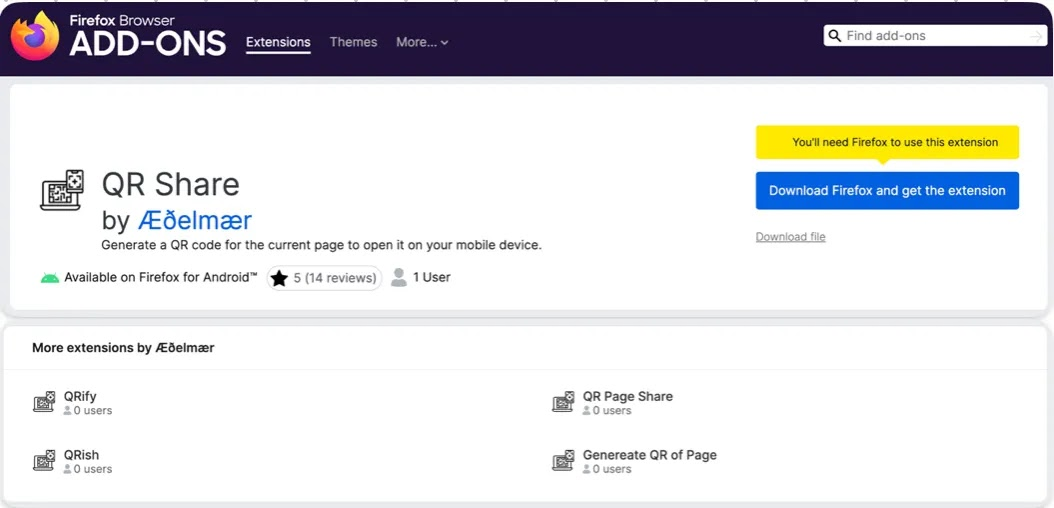 Firefox Browser
ADD-ONS
Extensions
Themes
More...
Find add-ons
You'll need Firefox to use this extension
QR Share
by Æðelmær
Download Firefox and get the extension
Generate a QR code for the current page to open it on your mobile device.
Download file
Available on Firefox for Android™
5 (14 reviews)
1 User
More extensions by Æðelmær
QRify
0 users
QR Page Share
0 users
QRish
0 users
Genereate QR of Page
0 users